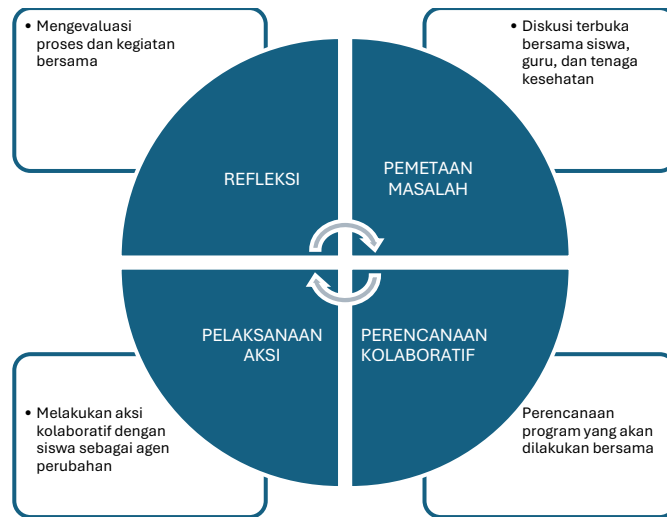 • Mengevaluasi
proses dan kegiatan
bersama
• Diskusi terbuka
bersama siswa,
guru, dan tenaga
kesehatan
REFLEKSI
PEMETAAN
MASALAH
PELAKSANAAN
AKSI
PERENCANAAN
KOLABORATIF
• Melakukan aksi
kolaboratif dengan
siswa sebagai agen
perubahan
Perencanaan
program yang akan
dilakukan bersama